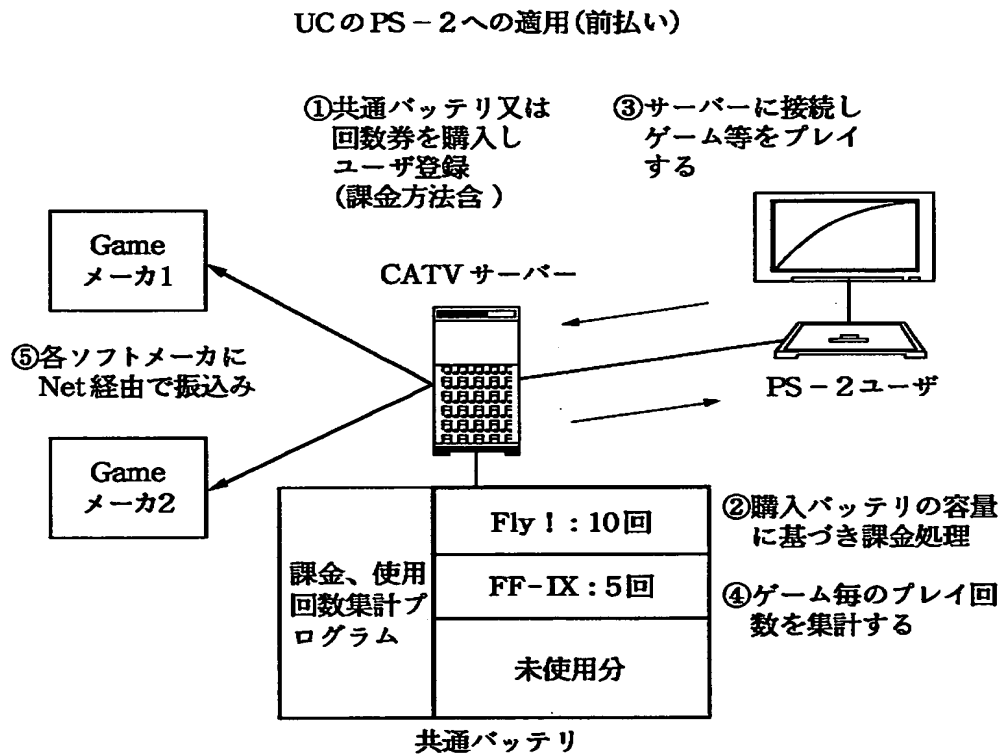 UCのPS－2への適用(前払い)
①共通バッテリ又は
回数券を購入し
ユーザ登録
(課金方法含 )
③サーバーに接続し
ゲーム等をプレイ
する
Game
メーカ1
CATVサーバー
⑤各ソフトメーカに
Net経由で振込み
PS－2ユーザ
Game
メーカ2
Fly！：10回
②購入バッテリの容量
に基づき課金処理
課金、使用
回数集計プ
ログラム
FF-IX：5回
④ゲーム毎のプレイ回
数を集計する
未使用分
共通バッテリ